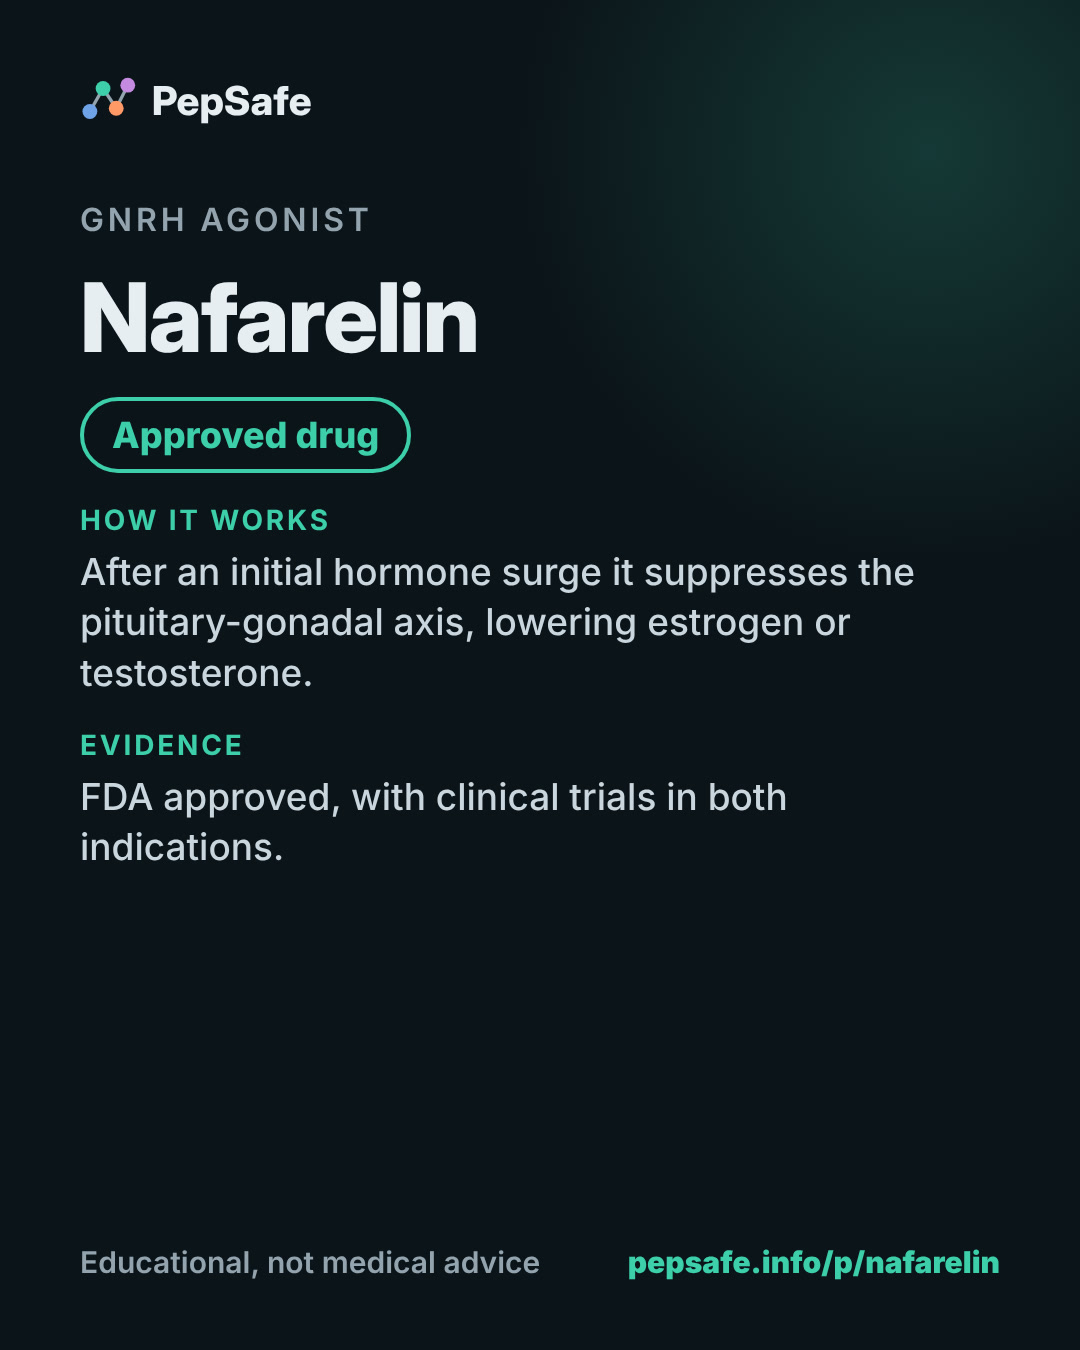 PepSafe
GNRH AGONIST
Nafarelin
Approved drug
HOW IT WORKS
After an initial hormone surge it suppresses the
pituitary-gonadal axis, lowering estrogen or
testosterone.
EVIDENCE
FDA approved, with clinical trials in both
indications.
Educational, not medical advice
pepsafe.info/p/nafarelin